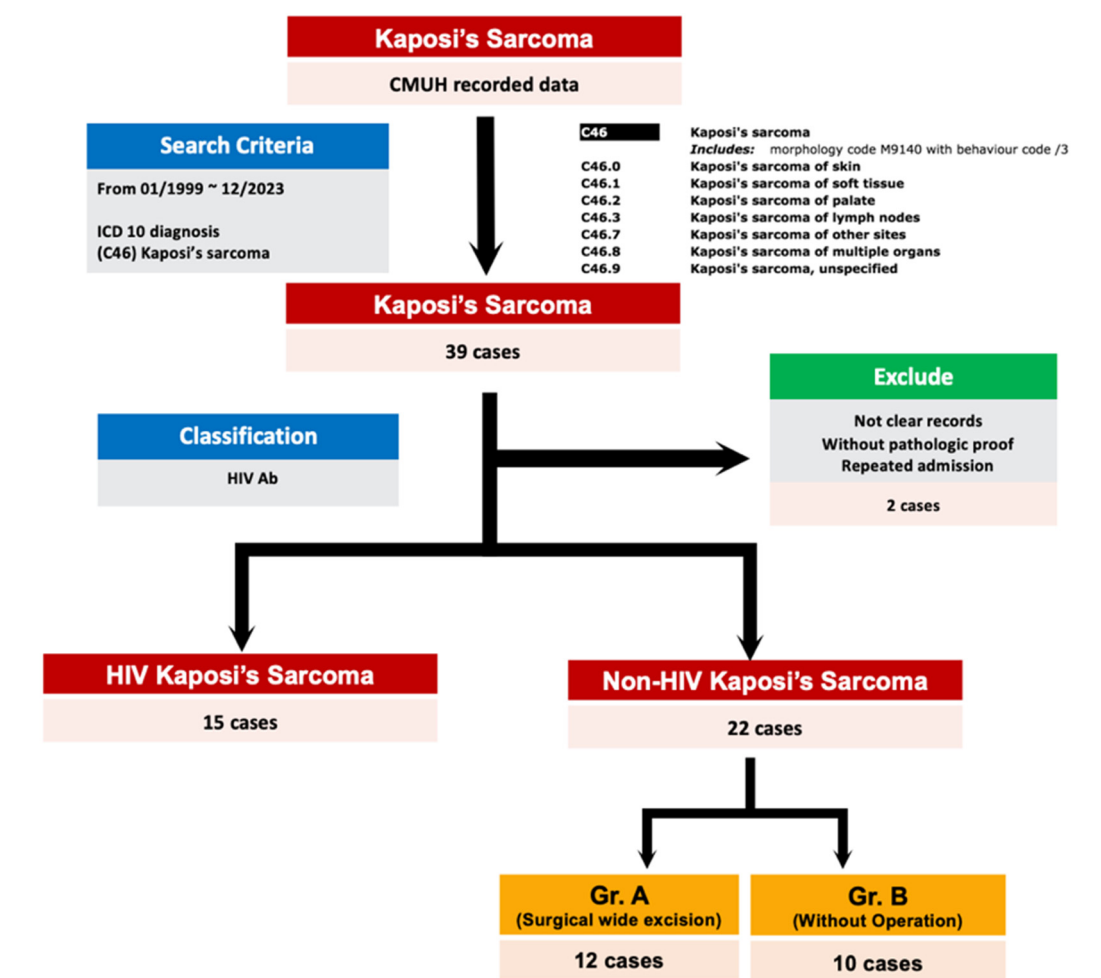 Kaposi’s Sarcoma
CMUH recorded data
Search Criteria
From 01/1999 ~ 12/2023
ICD 10 diagnosis
(C46) Kaposi’s sarcoma
C46 Kaposi's sarcoma
Includes: morphology code M9140 with behaviour code /3
C46.0 Kaposi's sarcoma of skin
C46.1 Kaposi's sarcoma of soft tissue
C46.2 Kaposi's sarcoma of palate
C46.3 Kaposi's sarcoma of lymph nodes
C46.7 Kaposi's sarcoma of other sites
C46.8 Kaposi's sarcoma of multiple organs
C46.9 Kaposi's sarcoma, unspecified
Kaposi’s Sarcoma
39 cases
Exclude
Not clear records
Without pathologic proof
Repeated admission
2 cases
Classification
HIV Ab
HIV Kaposi’s Sarcoma
15 cases
Non-HIV Kaposi’s Sarcoma
22 cases
Gr. A
(Surgical wide excision)
12 cases
Gr. B
(Without Operation)
10 cases